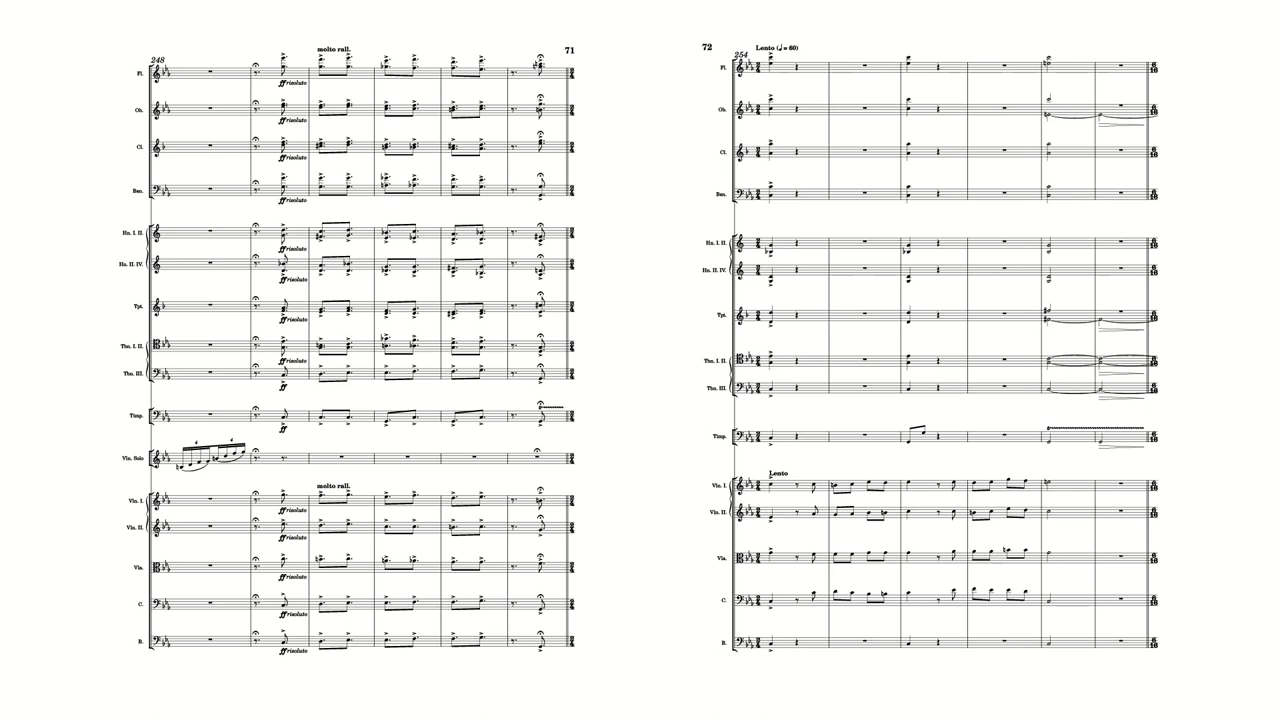 molto rall.
71
248
Fl.
ff risoluto
Ob.
ff risoluto
Cl.
ff risoluto
Bsn.
ff risoluto
Hn. I. II.
ff risoluto
Hn. II. IV.
ff risoluto
Tpt.
ff risoluto
Tbn. I. II.
ff risoluto
Tbn. III.
ff
Timp.
ff
4 4
Vln. Solo
molto rall.
Vln. I.
ff risoluto
Vln. II.
ff risoluto
Vla.
ff risoluto
C.
ff risoluto
B.
ff risoluto
72
254
Lento (♩ = 60)
Fl.
Ob.
Cl.
Bsn.
Hn. I. II.
Hn. II. IV.
Tpt.
Tbn. I. II.
Tbn. III.
Timp.
Lento
Vln. I.
Vln. II.
Vla.
C.
B.